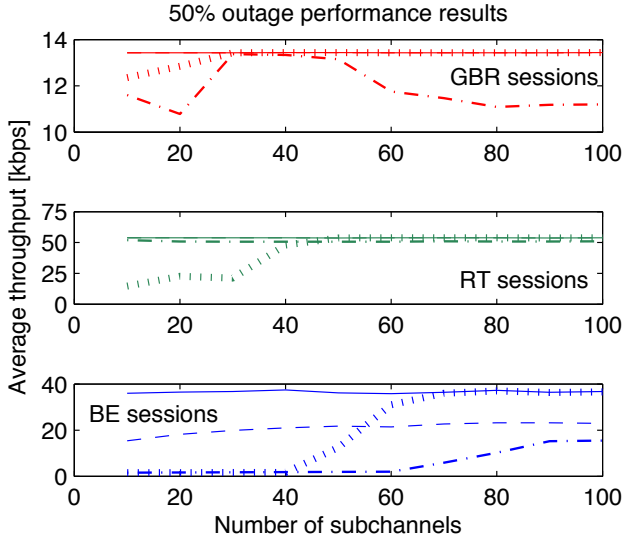 50% outage performance results
Average throughput [kbps]
14
12
10
GBR sessions
0 20 40 60 80 100
75
50
25
0
RT sessions
0 20 40 60 80 100
40
20
0
BE sessions
0 20 40 60 80 100
Number of subchannels